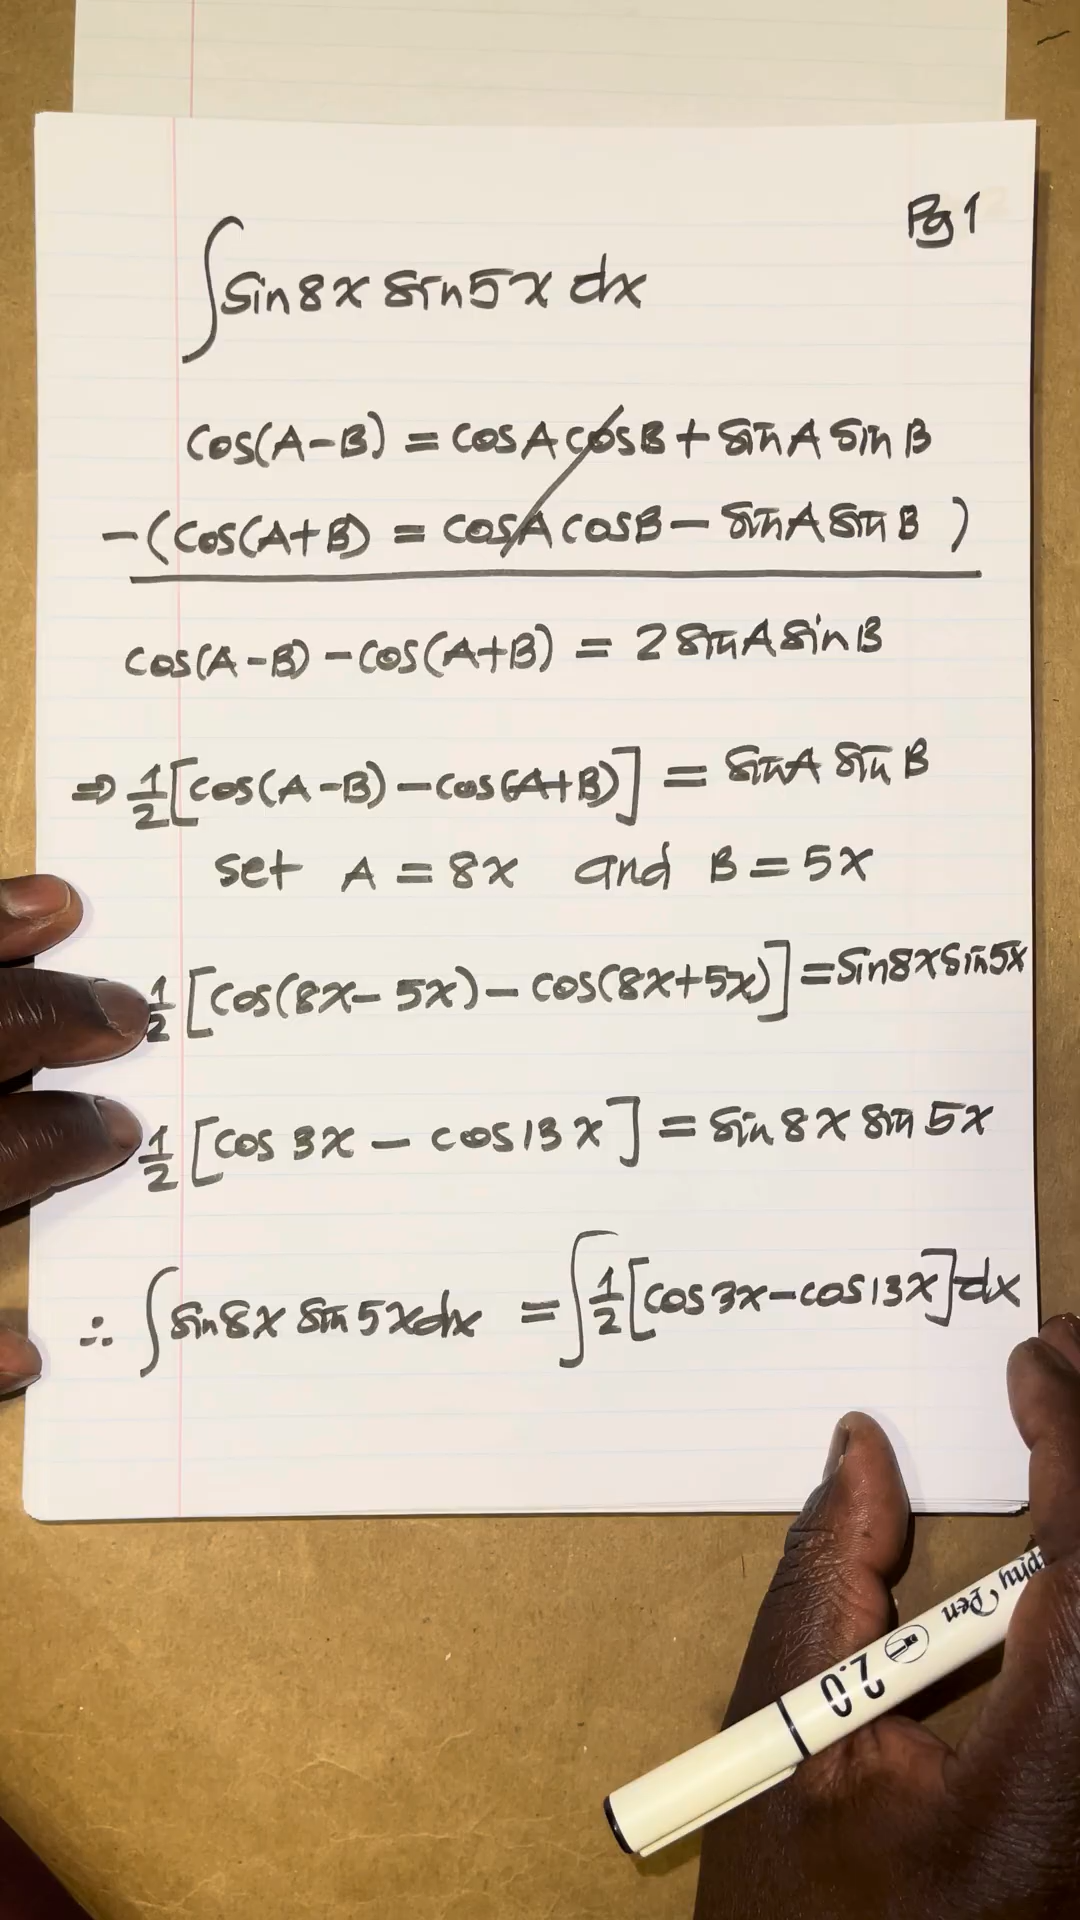 Pg 1
∫sin8x sin5x dx
cos(A-B) = cosA cosB + sinA sinB
-(cos(A+B) = cosA cosB - sinA sinB )
cos(A-B) - cos(A+B) = 2 sinA sinB
⇒ 1/2[cos(A-B) - cos(A+B)] = sinA sinB
set A = 8x and B = 5x
1/2 [cos(8x-5x) - cos(8x+5x)] = sin8x sin5x
1/2 [cos 3x - cos 13x] = sin 8x sin 5x
∴ ∫sin8x sin5x dx = ∫1/2[cos3x - cos13x]dx
Pen
2.0